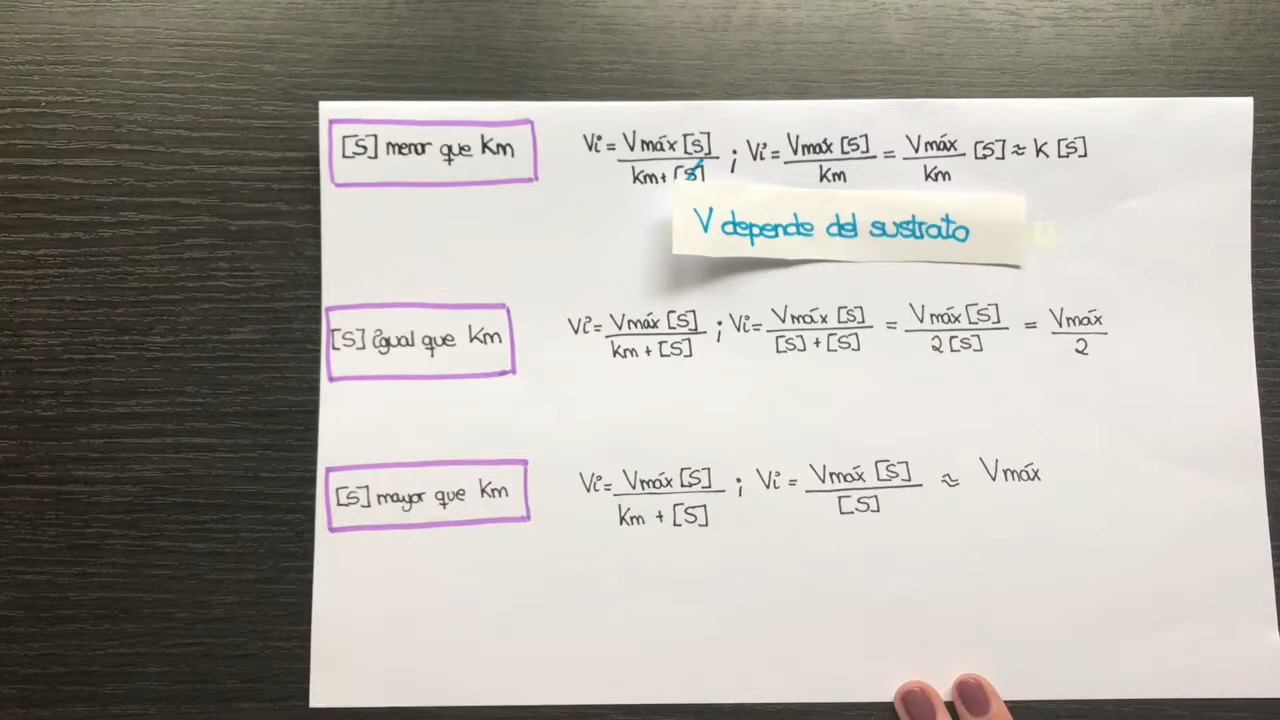 [S] menor que Km
Vi = Vmáx [S] / Km + [S] ; Vi = Vmáx [S] / Km = Vmáx / Km [S] ≈ K [S]
V depende del sustrato
[S] igual que Km
Vi = Vmáx [S] / Km + [S] ; Vi = Vmáx [S] / [S] + [S] = Vmáx [S] / 2 [S] = Vmáx / 2
[S] mayor que Km
Vi = Vmáx [S] / Km + [S] ; Vi = Vmáx [S] / [S] ≈ Vmáx